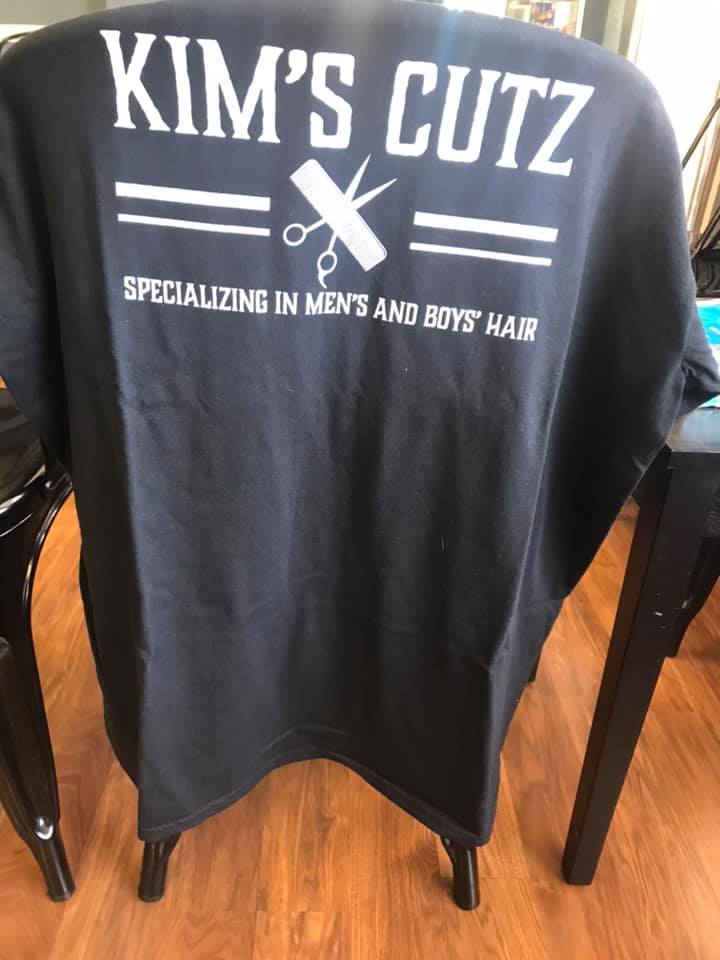 KIM'S CUTZ
SPECIALIZING IN MEN'S AND BOYS' HAIR